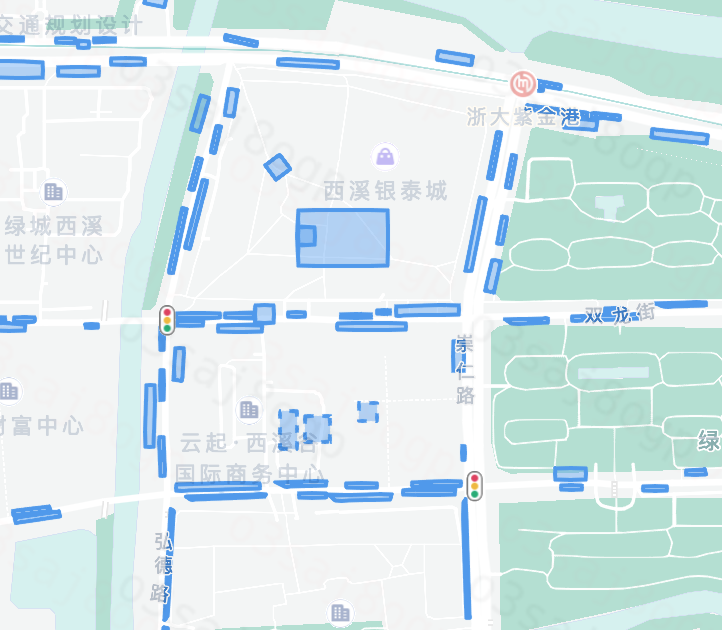 交通规划设计
浙大紫金港
西溪银泰城
绿城西溪
世纪中心
双龙街
崇仁路
财富中心
云起·西溪谷
国际商务中心
绿
弘德路